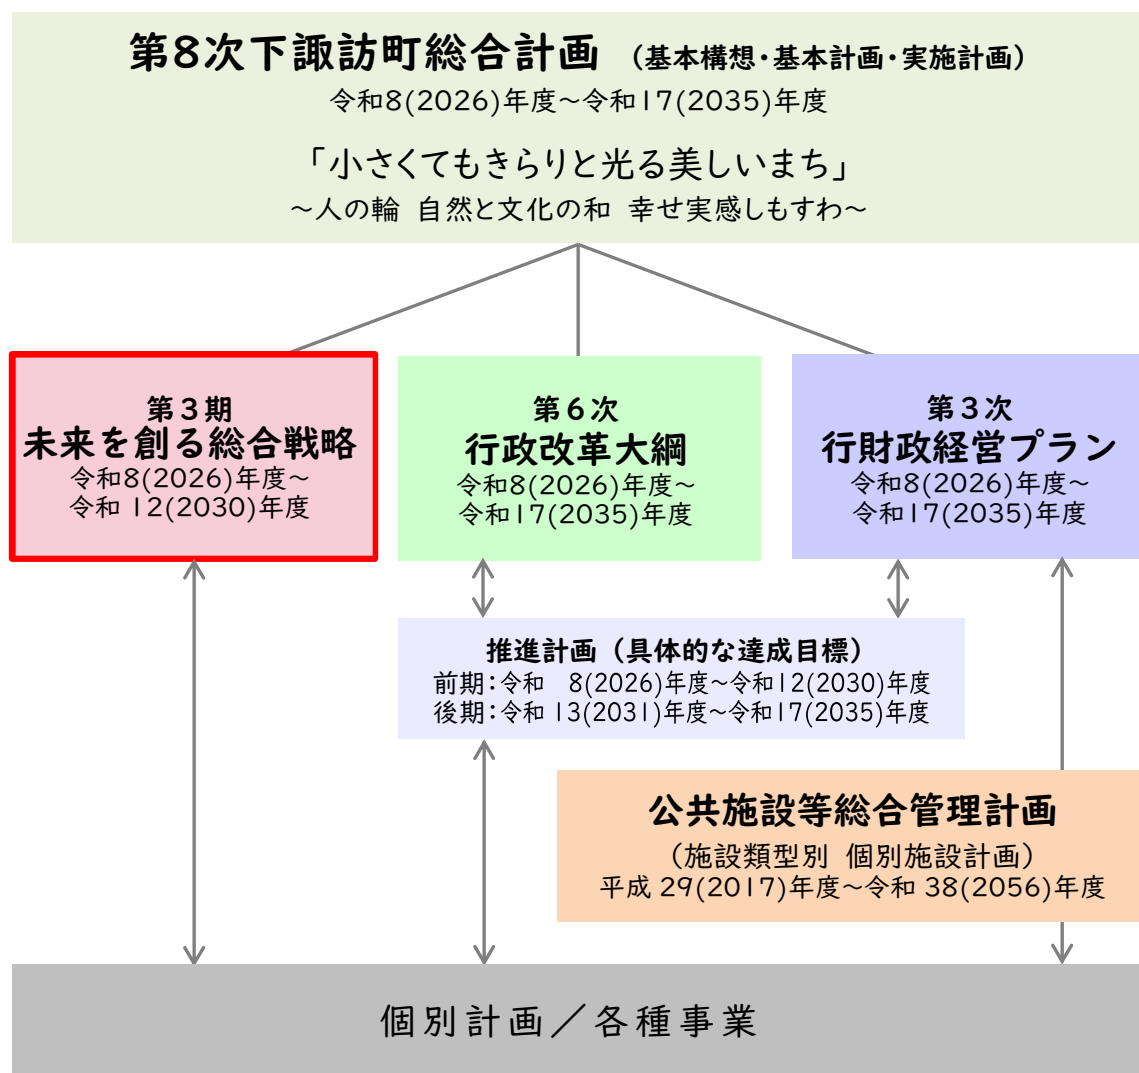 第8次下諏訪町総合計画 （基本構想・基本計画・実施計画）
令和8(2026)年度～令和17(2035)年度
「小さくてもきらりと光る美しいまち」
～人の輪 自然と文化の和 幸せ実感しもすわ～
第３期
未来を創る総合戦略
令和8(2026)年度～
令和 12(2030)年度
第６次
行政改革大綱
令和8(2026)年度～
令和17(2035)年度
第３次
行財政経営プラン
令和8(2026)年度～
令和17(2035)年度
推進計画（具体的な達成目標）
前期：令和　8(2026)年度～令和12(2030)年度
後期：令和 13(2031)年度～令和17(2035)年度
公共施設等総合管理計画
（施設類型別 個別施設計画）
平成 29(2017)年度～令和 38(2056)年度
個別計画／各種事業